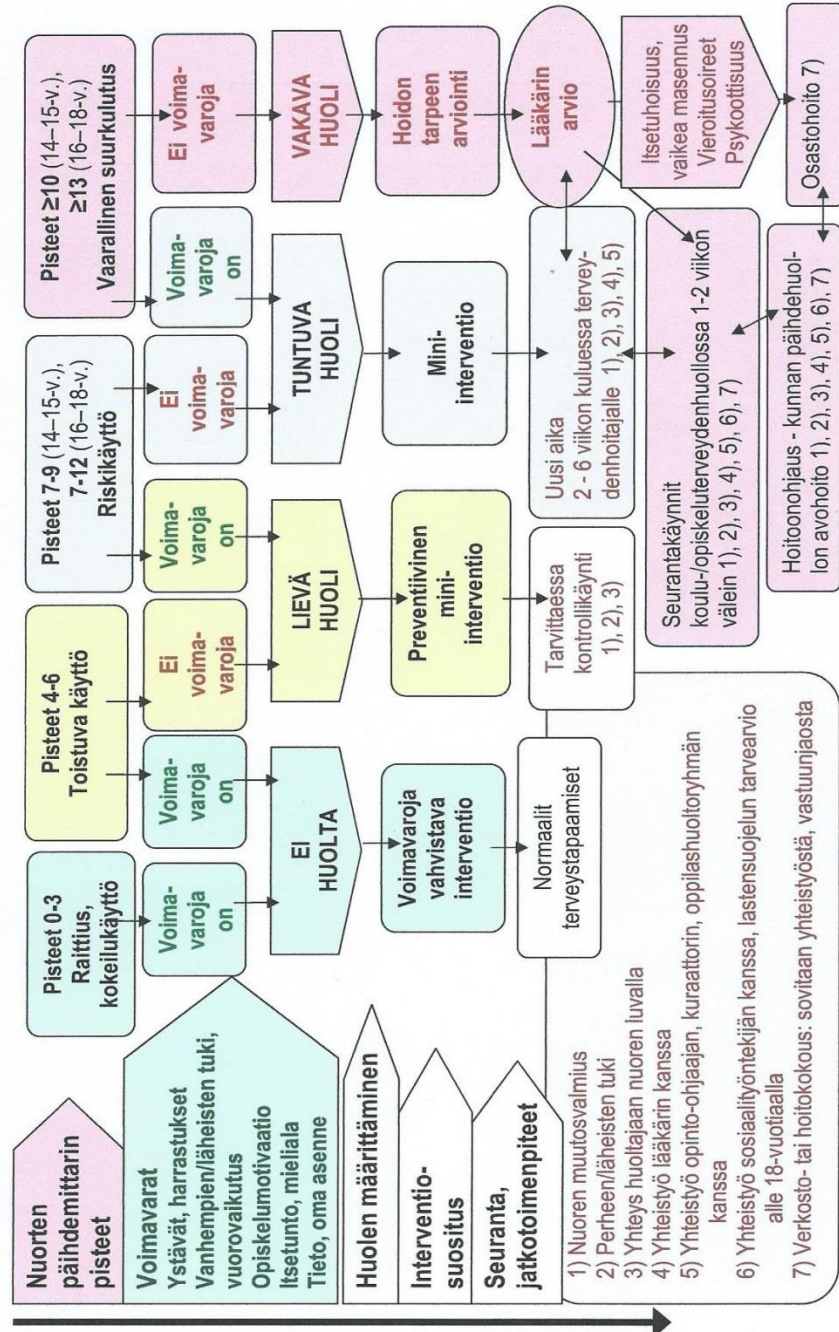 Nuorten
päihdemittarin
pisteet
Pisteet 0-3
Raittius,
kokeilukäyttö
Pisteet 4-6
Toistuva käyttö
Pisteet 7-9 (14–15-v.),
7-12 (16–18-v.)
Riskikäyttö
Pisteet ≥10 (14–15-v.),
≥13 (16–18-v.)
Vaarallinen suurkulutus
Voimavarat
Ystävät, harrastukset
Vanhempien/läheisten tuki,
vuorovaikutus
Opiskelumotivaatio
Itsetunto, mieliala
Tieto, oma asenne
Voima-
varoja
on
Voima-
varoja
on
Ei
voima-
varoja
Voima-
varoja
on
Ei
voima-
varoja
Voima-
varoja
on
Ei voima-
varoja
Huolen määrittäminen
EI
HUOLTA
LIEVÄ
HUOLI
TUNTUVA
HUOLI
VAKAVA
HUOLI
Interventio-
suositus
Voimavaroja
vahvistava
interventio
Preventiivinen
mini-
interventio
Mini-
interventio
Hoidon
tarpeen
arviointi
Seuranta,
jatkotoimenpiteet
Normaalit
terveystapaamiset
Tarvittaessa
kontrollikäynti
1), 2), 3)
Uusi aika
2 - 6 viikon kuluessa tervey-
denhoitajalle 1), 2), 3), 4), 5)
Lääkärin
arvio
Seurantakäynnit
koulu-/opiskeluterveydenhuollossa 1-2 viikon
välein 1), 2), 3), 4), 5), 6), 7)
Itsetuhoisuus,
vaikea masennus
Vieroitusoireet
Psykoottisuus
Hoitoonohjaus - kunnan päihdehuol-
lon avohoito 1), 2), 3), 4), 5), 6), 7)
Osastohoito 7)
1) Nuoren muutosvalmius
2) Perheen/läheisten tuki
3) Yhteys huoltajaan nuoren luvalla
4) Yhteistyö lääkärin kanssa
5) Yhteistyö opinto-ohjaajan, kuraattorin, oppilashuoltoryhmän
kanssa
6) Yhteistyö sosiaalityöntekijän kanssa, lastensuojelun tarvearvio
alle 18-vuotiaalla
7) Verkosto- tai hoitokokous: sovitaan yhteistyöstä, vastuunjaosta